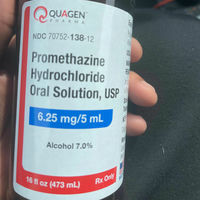 QUAGEN
PHARMA
NDC 70752-138-12
Promethazine
Hydrochloride
Oral Solution, USP
6.25 mg/5 mL
Alcohol 7.0%
16 fl oz (473 mL)
Rx Only